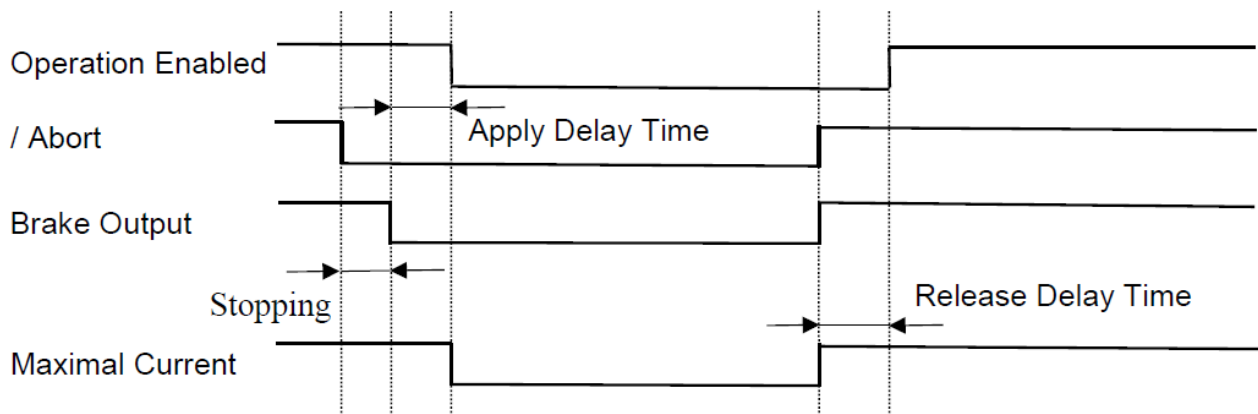 Operation Enabled
/ Abort
Apply Delay Time
Brake Output
Stopping
Release Delay Time
Maximal Current